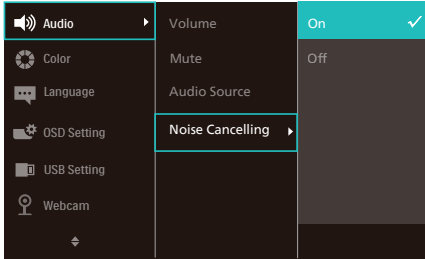 Audio
Color
Language
OSD Setting
USB Setting
Webcam
Volume
Mute
Audio Source
Noise Cancelling
On
Off